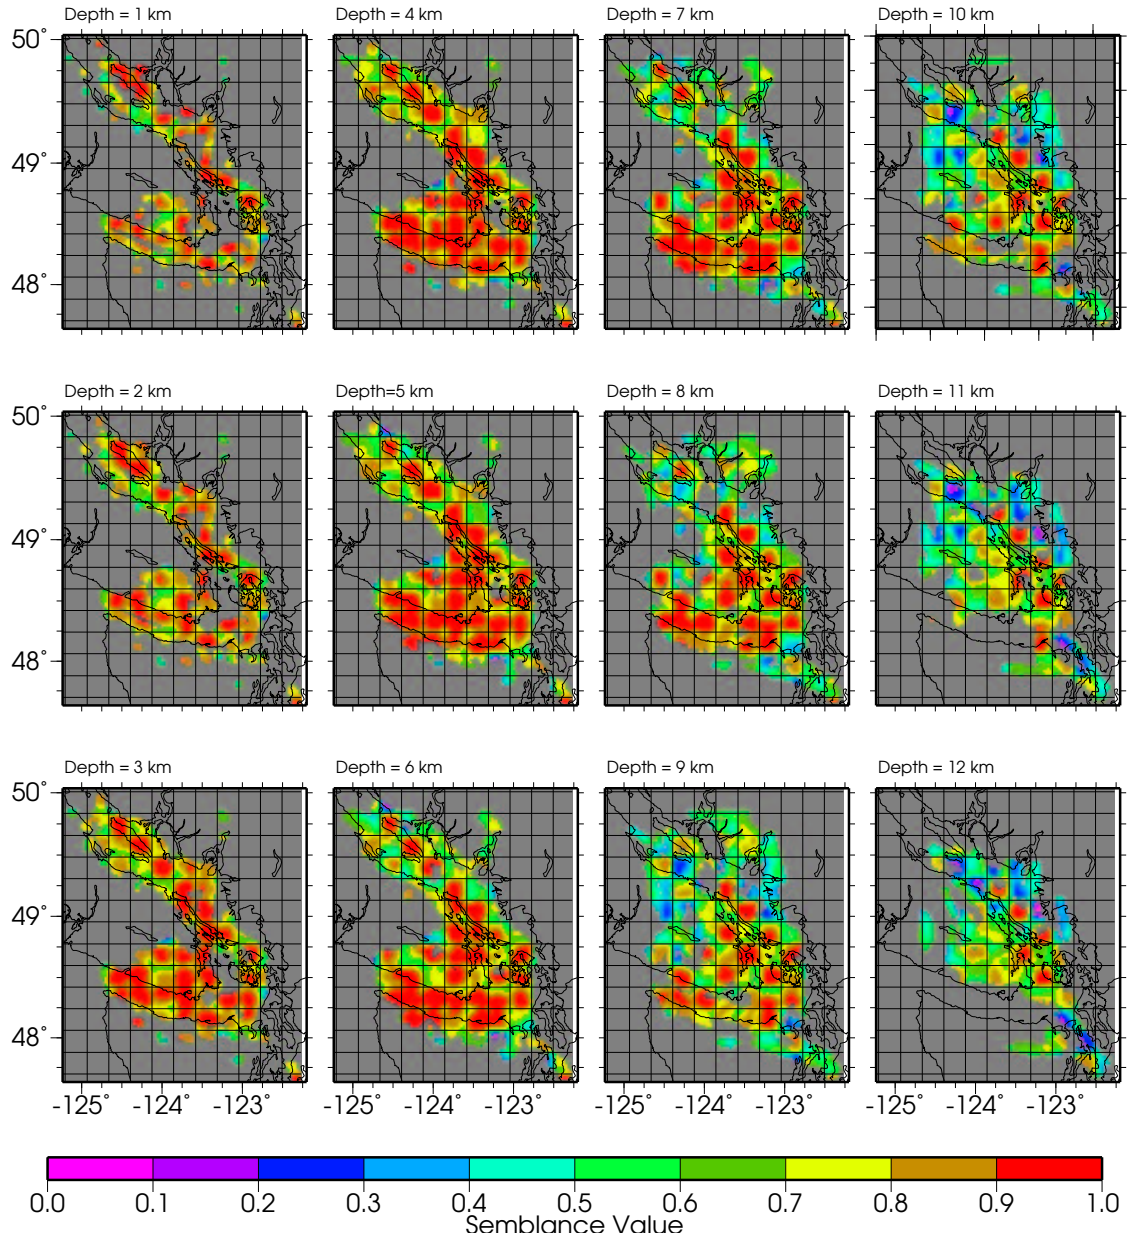 Depth = 1 km
Depth = 4 km
Depth = 7 km
Depth = 10 km
50°
49°
48°
Depth = 2 km
Depth=5 km
Depth = 8 km
Depth = 11 km
50°
49°
48°
Depth = 3 km
Depth = 6 km
Depth = 9 km
Depth = 12 km
50°
49°
48°
-125° -124° -123° -125° -124° -123° -125° -124° -123° -125° -124° -123°
0.0 0.1 0.2 0.3 0.4 0.5 0.6 0.7 0.8 0.9 1.0
Semblance Value